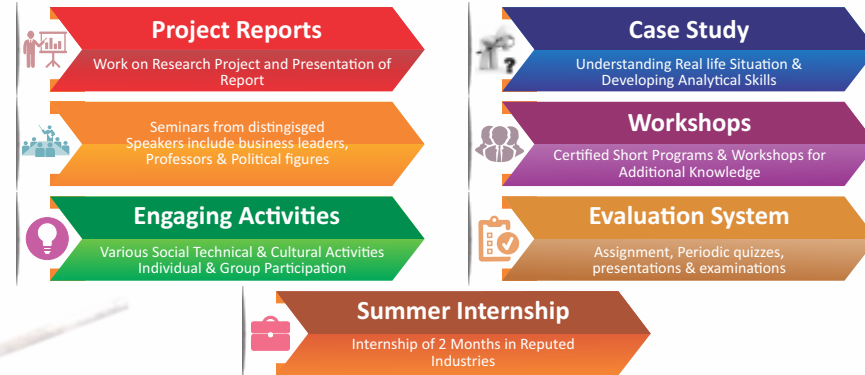 Project Reports
Work on Research Project and Presentation of
Report
Case Study
Understanding Real life Situation &
Developing Analytical Skills
Seminars from distingisged
Speakers include business leaders,
Professors & Political figures
Workshops
Certified Short Programs & Workshops for
Additional Knowledge
Engaging Activities
Various Social Technical & Cultural Activities
Individual & Group Participation
Evaluation System
Assignment, Periodic quizzes,
presentations & examinations
Summer Internship
Internship of 2 Months in Reputed
Industries